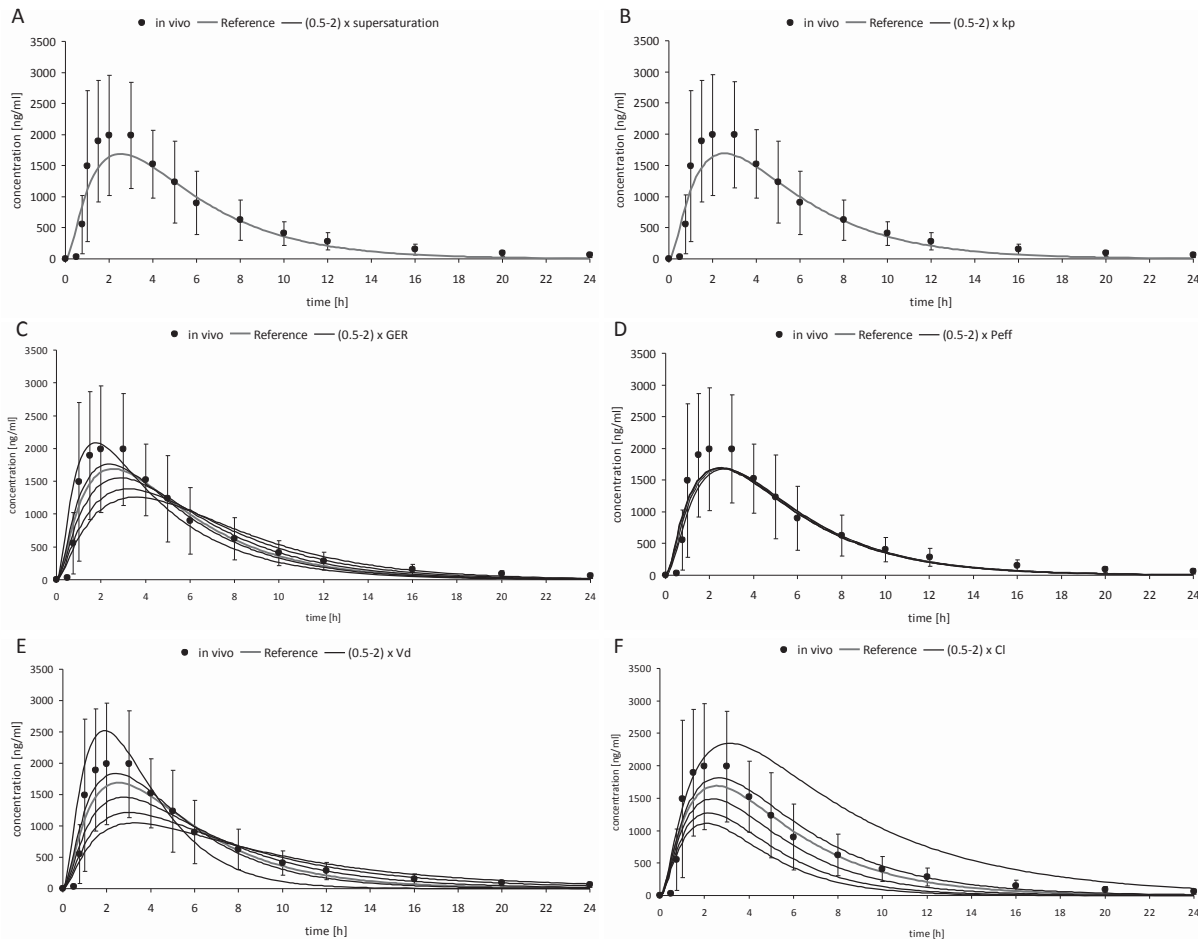 A
in vivo Reference (0.5-2) x supersaturation
3500
3000
2500
2000
1500
1000
500
0
concentration [ng/ml]
0 2 4 6 8 10 12 14 16 18 20 22 24
time [h]
B
in vivo Reference (0.5-2) x kp
3500
3000
2500
2000
1500
1000
500
0
concentration [ng/ml]
0 2 4 6 8 10 12 14 16 18 20 22 24
time [h]
C
in vivo Reference (0.5-2) x GER
3500
3000
2500
2000
1500
1000
500
0
concentration [ng/ml]
0 2 4 6 8 10 12 14 16 18 20 22 24
time [h]
D
in vivo Reference (0.5-2) x Peff
3500
3000
2500
2000
1500
1000
500
0
concentration [ng/ml]
0 2 4 6 8 10 12 14 16 18 20 22 24
time [h]
E
in vivo Reference (0.5-2) x Vd
3500
3000
2500
2000
1500
1000
500
0
concentration [ng/ml]
0 2 4 6 8 10 12 14 16 18 20 22 24
time [h]
F
in vivo Reference (0.5-2) x Cl
3500
3000
2500
2000
1500
1000
500
0
concentration [ng/ml]
0 2 4 6 8 10 12 14 16 18 20 22 24
time [h]